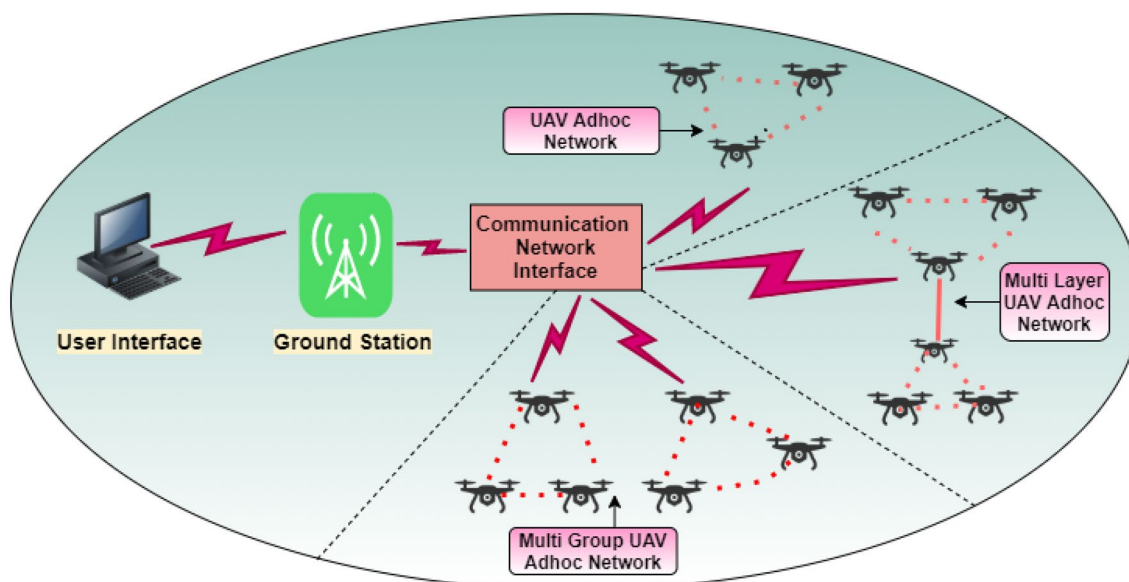 UAV Adhoc
Network
Communication
Network
Interface
Multi Layer
UAV Adhoc
Network
User Interface
Ground Station
Multi Group UAV
Adhoc Network